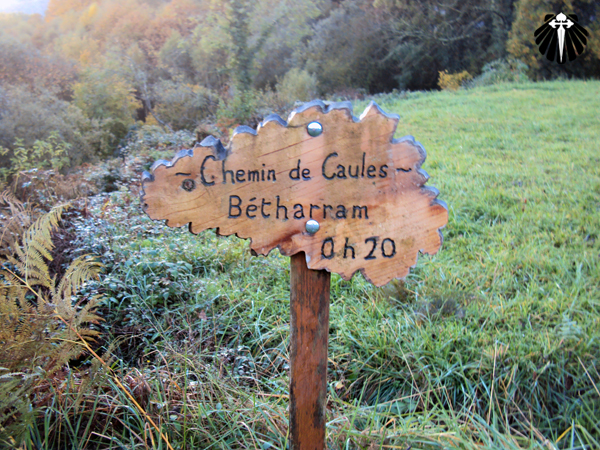 ~ Chemin de Caules ~
Bétharram
0h20